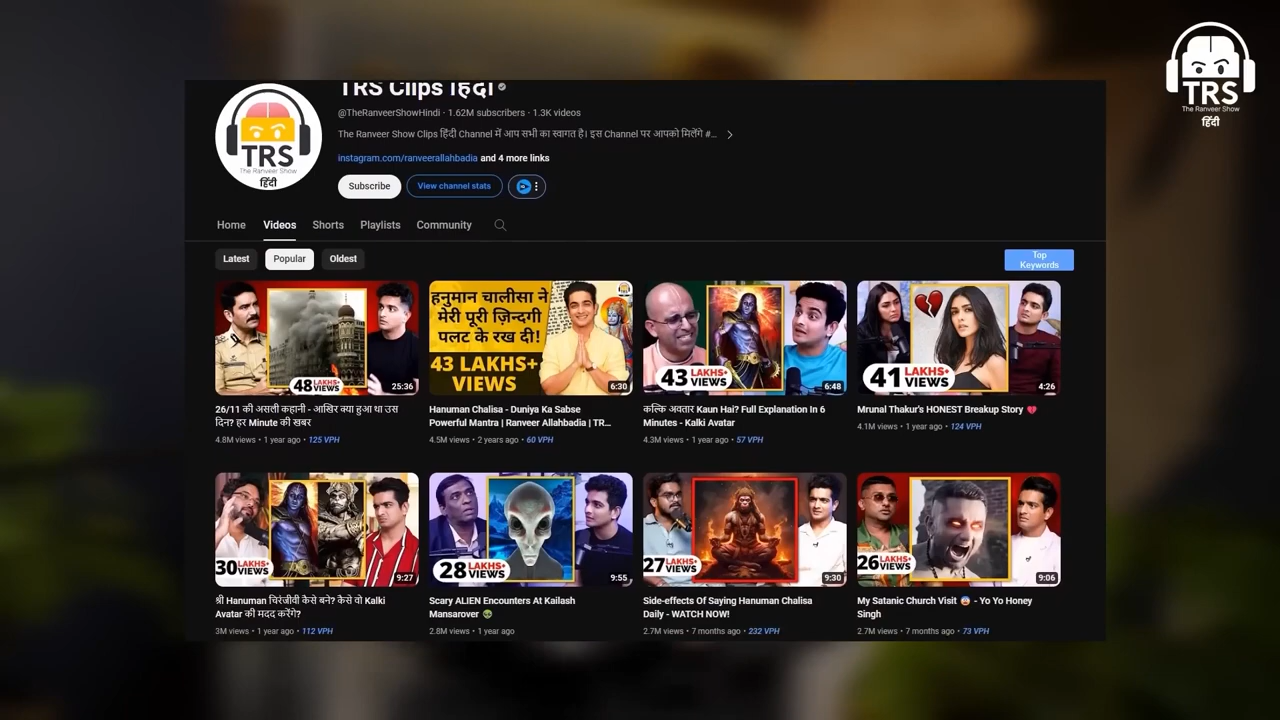 TRS
The Ranveer Show
हिंदी
TRS Clips हिंदी
@TheRanveerShowHindi · 1.62M subscribers · 1.3K videos
The Ranveer Show Clips हिंदी Channel में आप सभी का स्वागत है। इस Channel पर आपको मिलेंगे #...
instagram.com/ranveerallahbadia and 4 more links
Subscribe
View channel stats
TRS
The Ranveer Show
हिंदी
Home Videos Shorts Playlists Community
Latest Popular Oldest
Top
Keywords
48 LAKHS+ VIEWS
25:36
हनुमान चालीसा ने
मेरी पूरी ज़िन्दगी
पलट के रख दी!
43 LAKHS+
VIEWS
6:30
43 LAKHS+ VIEWS
6:48
41 LAKHS+ VIEWS
4:26
26/11 की असली कहानी - आखिर क्या हुआ था उस
दिन? हर Minute की खबर
4.8M views • 1 year ago • 125 VPH
Hanuman Chalisa - Duniya Ka Sabse
Powerful Mantra | Ranveer Allahbadia | TR...
4.5M views • 2 years ago • 60 VPH
कल्कि अवतार Kaun Hai? Full Explanation In 6
Minutes - Kalki Avatar
4.3M views • 1 year ago • 57 VPH
Mrunal Thakur's HONEST Breakup Story 💔
4.1M views • 1 year ago • 124 VPH
30 LAKHS+ VIEWS
9:27
28 LAKHS+ VIEWS
9:55
27 LAKHS+ VIEWS
9:30
26 LAKHS+ VIEWS
9:06
श्री Hanuman चिरंजीवी कैसे बने? कैसे वो Kalki
Avatar की मदद करेंगे?
3M views • 1 year ago • 112 VPH
Scary ALIEN Encounters At Kailash
Mansarover 👽
2.8M views • 1 year ago
Side-effects Of Saying Hanuman Chalisa
Daily - WATCH NOW!
2.7M views • 7 months ago • 232 VPH
My Satanic Church Visit 😨 - Yo Yo Honey
Singh
2.7M views • 7 months ago • 73 VPH